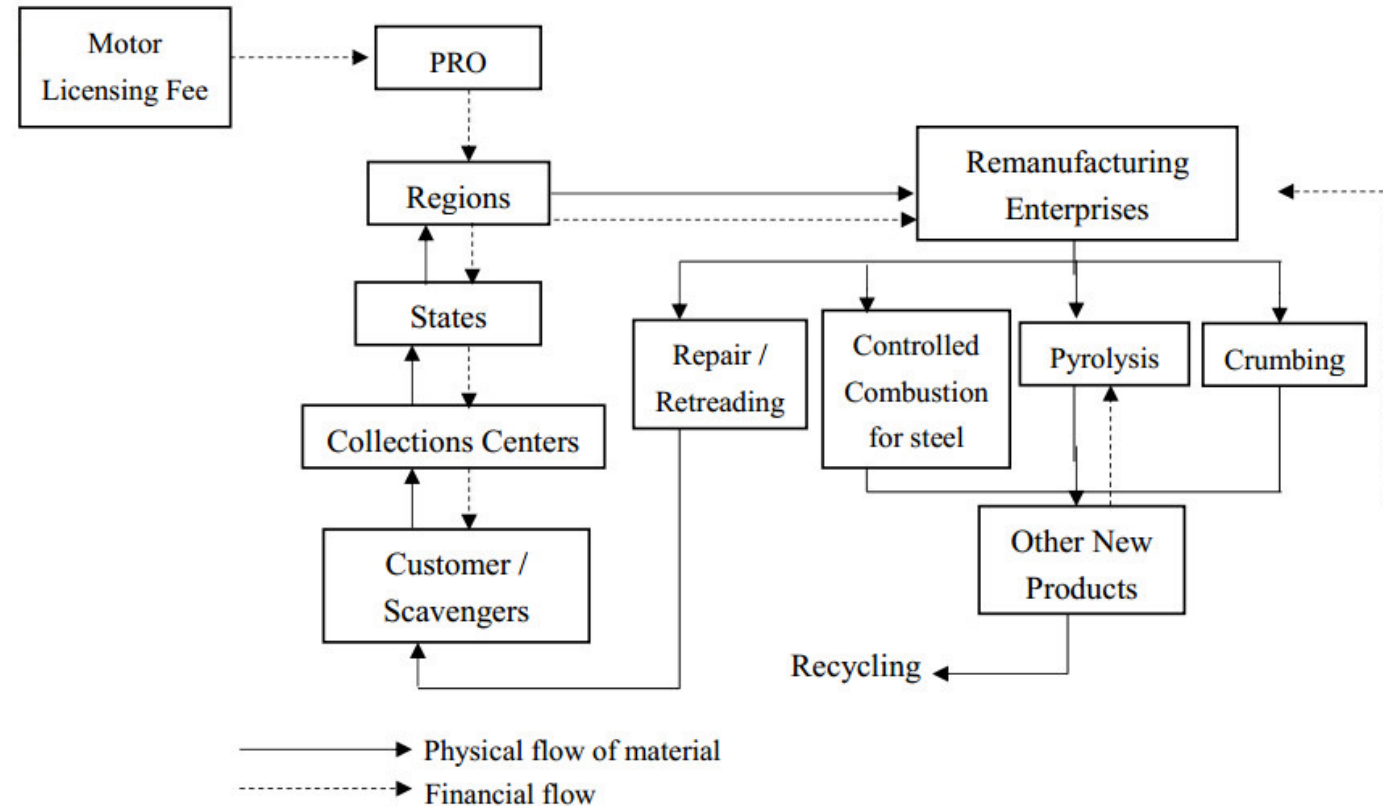 Motor
Licensing Fee
PRO
Regions
Remanufacturing
Enterprises
States
Repair /
Retreading
Controlled
Combustion
for steel
Pyrolysis
Crumbing
Collections Centers
Customer /
Scavengers
Other New
Products
Recycling
Physical flow of material
Financial flow